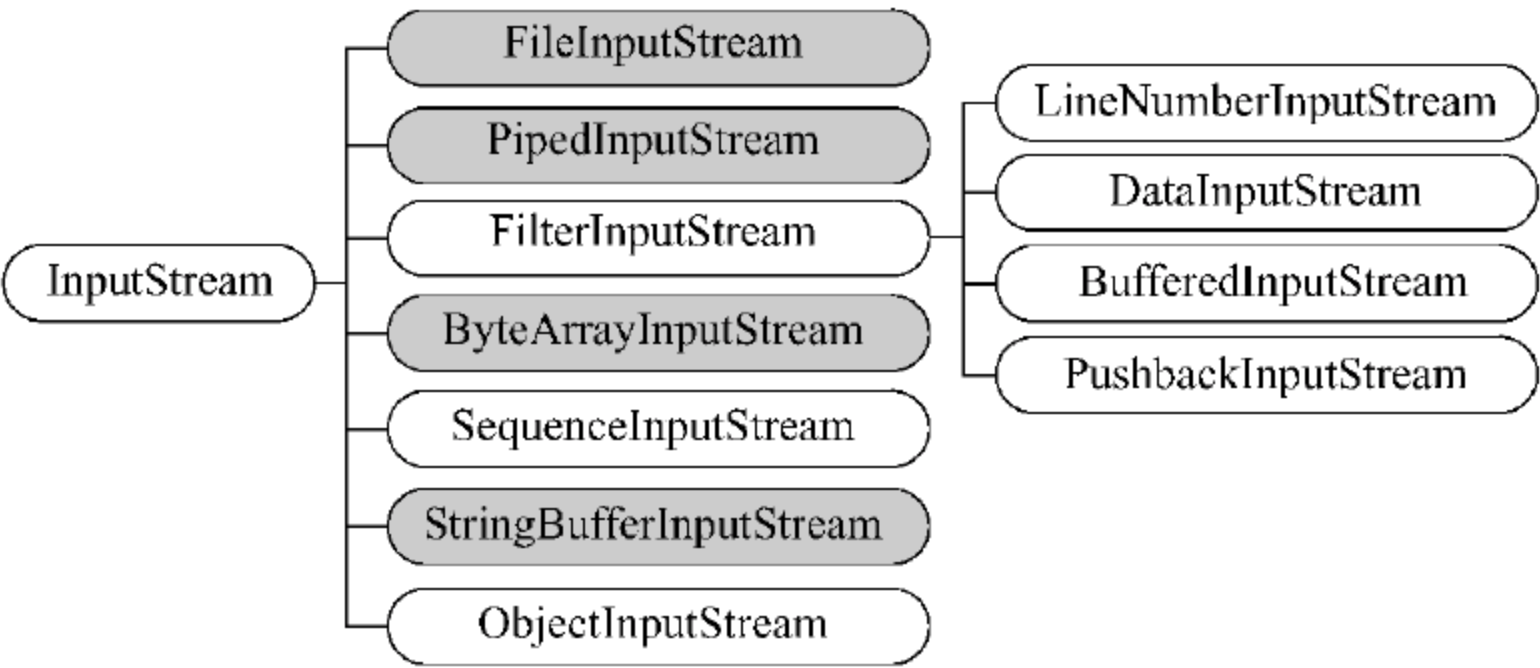 InputStream
FileInputStream
PipedInputStream
FilterInputStream
ByteArrayInputStream
SequenceInputStream
StringBufferInputStream
ObjectInputStream
LineNumberInputStream
DataInputStream
BufferedInputStream
PushbackInputStream